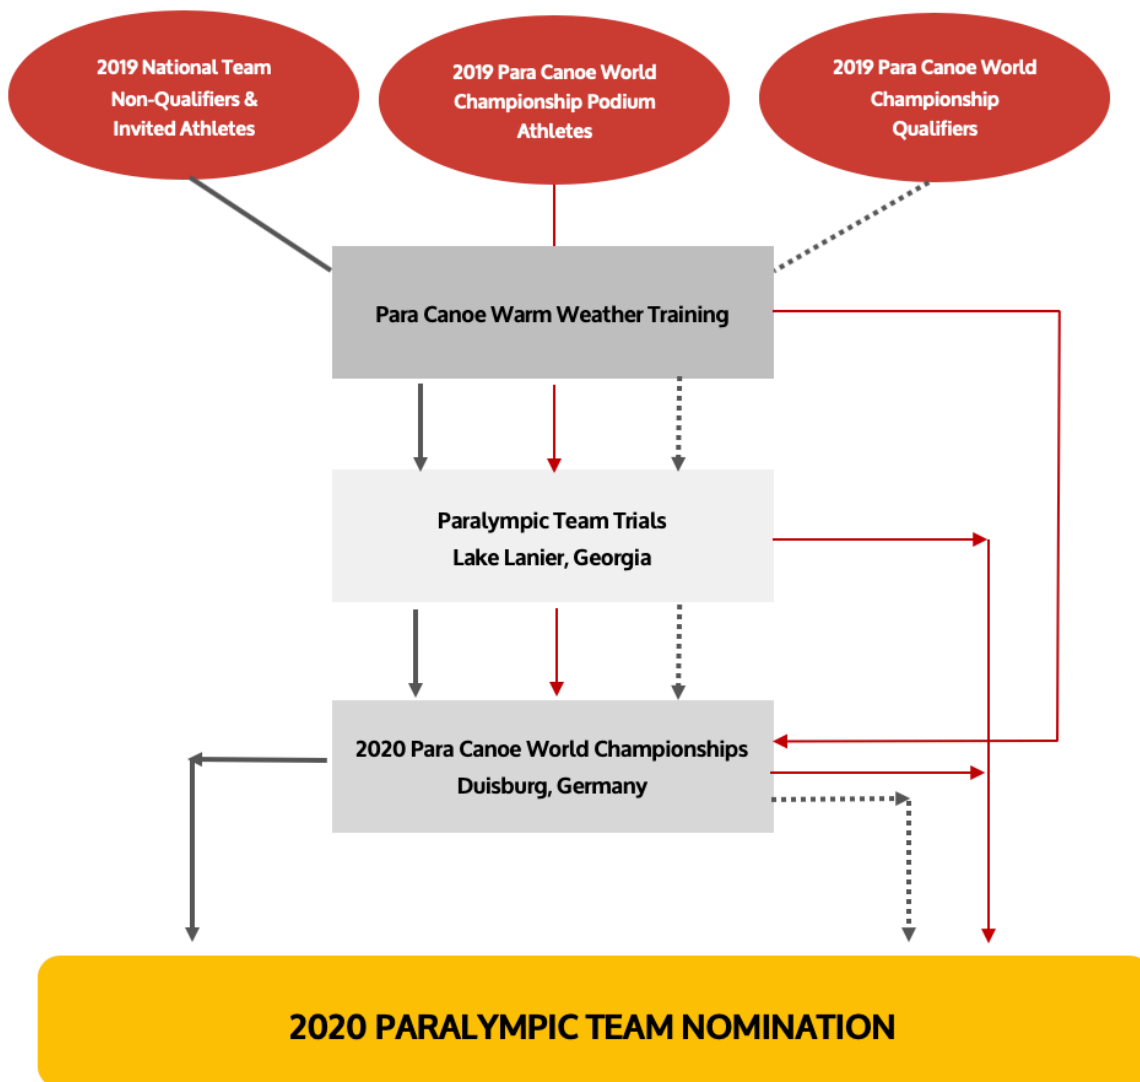 2019 National Team
Non-Qualifiers &
Invited Athletes
2019 Para Canoe World
Championship Podium
Athletes
2019 Para Canoe World
Championship
Qualifiers
Para Canoe Warm Weather Training
Paralympic Team Trials
Lake Lanier, Georgia
2020 Para Canoe World Championships
Duisburg, Germany
2020 PARALYMPIC TEAM NOMINATION